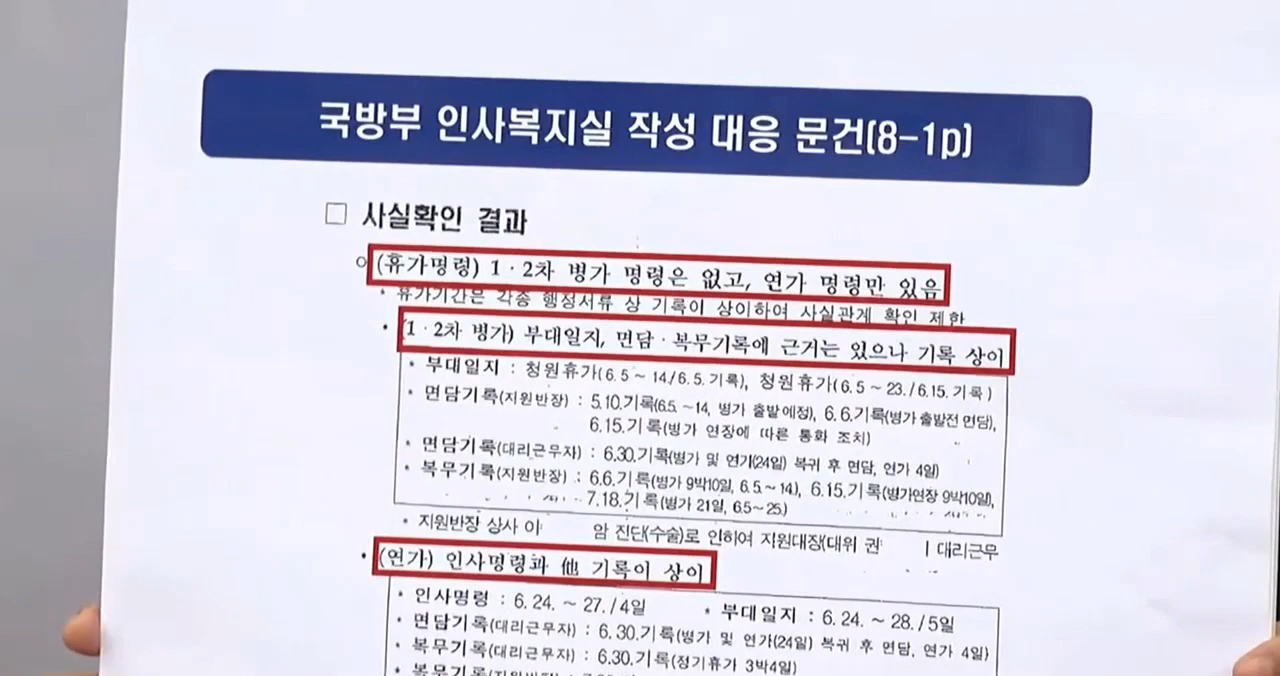 국방부 인사복지실 작성 대응 문건(8-1p)
□ 사실확인 결과
○ (휴가명령) 1·2차 병가 명령은 없고, 연가 명령만 있음
* 휴가기간은 각종 행정서류 상 기록이 상이하여 사실관계 확인 제한
• (1·2차 병가) 부대일지, 면담·복무기록에 근거는 있으나 기록 상이
* 부대일지 : 청원휴가(6.5~14./6.5.기록), 청원휴가(6.5~23./6.15.기록)
* 면담기록(지원반장) : 5.10.기록(6.5.~14, 병가 출발예정), 6.6.기록(병가 출발전 면담),
6.15.기록(병가 연장에 따른 통화 조치)
* 면담기록(대리근무자) : 6.30.기록(병가 및 연가(24일) 복귀 후 면담, 연가 4일)
* 복무기록(지원반장) : 6.6.기록(병가 9박10일, 6.5.~14.), 6.15.기록(병가연장 9박10일),
7.18.기록(병가 21일, 6.5~25.)
* 지원반장 상사 이 암 진단(수술)로 인하여 지원대장(대위 권 대리근무
• (연가) 인사명령과 他 기록이 상이
* 인사명령 : 6.24. ~ 27./4일 * 부대일지 : 6.24. ~ 28./5일
* 면담기록(대리근무자) : 6.30.기록(병가 및 연가(24일) 복귀 후 면담, 연가 4일)
* 복무기록(대리근무자) : 6.30.기록(정기휴가 3박4일)